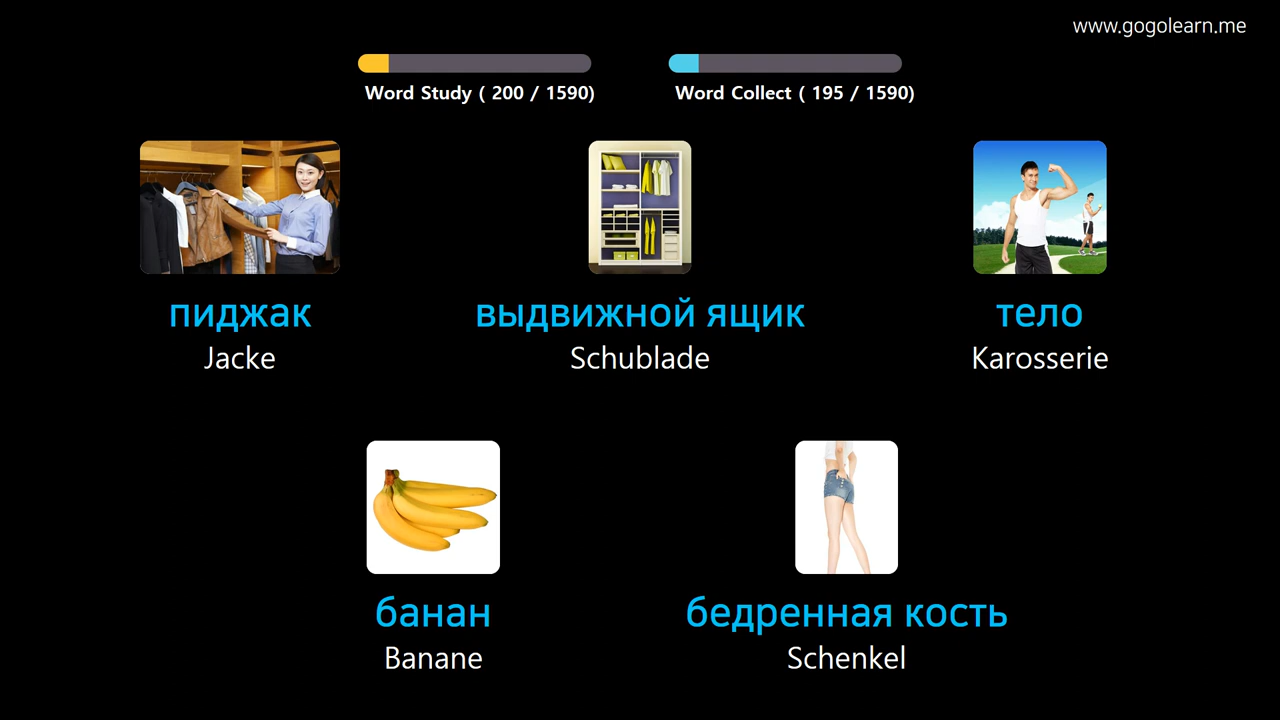 www.gogolearn.me
Word Study ( 200 / 1590)
Word Collect ( 195 / 1590)
пиджак
Jacke
выдвижной ящик
Schublade
тело
Karosserie
банан
Banane
бедренная кость
Schenkel